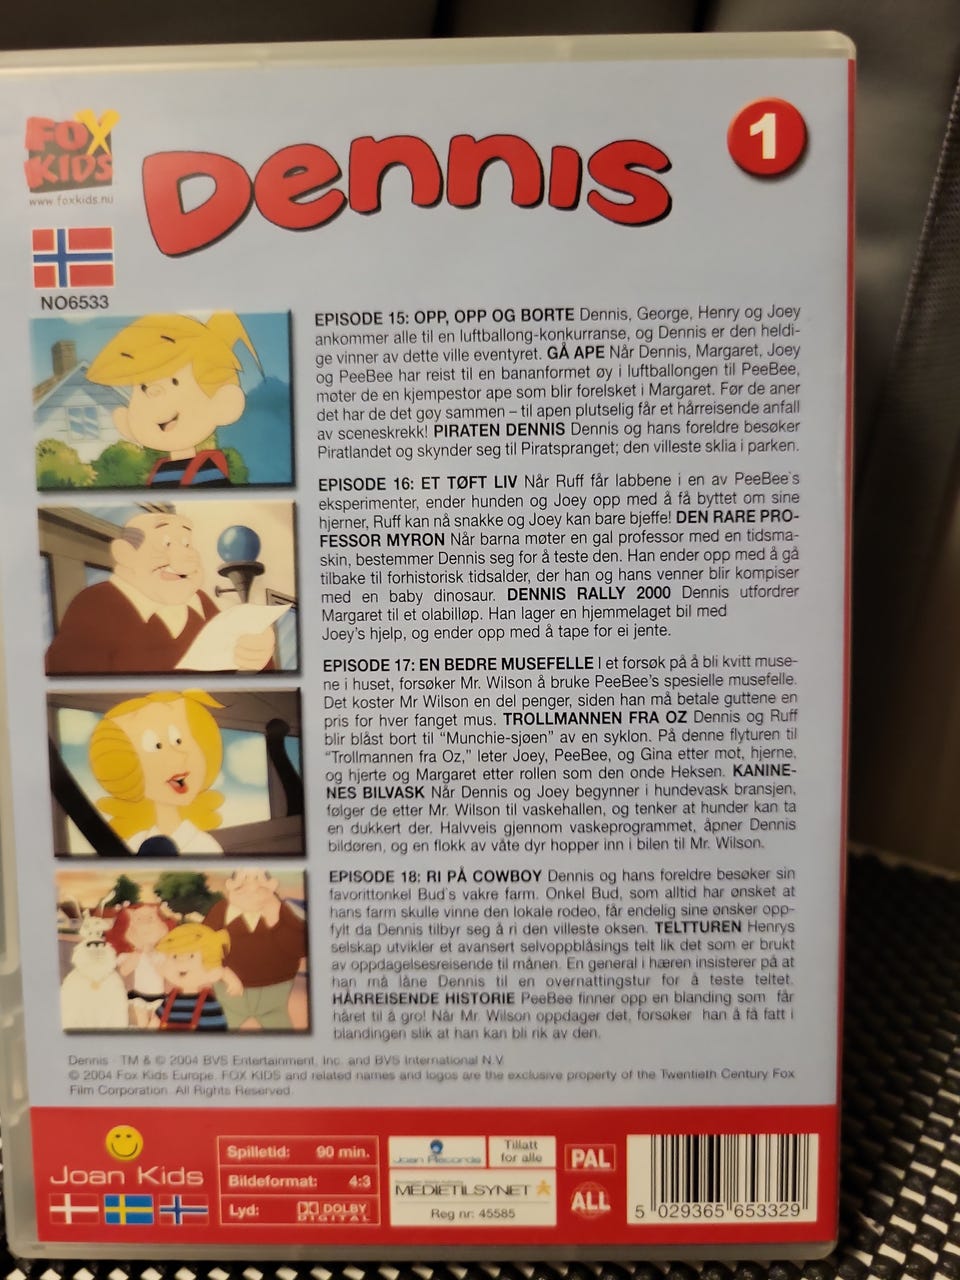 FOX
KIDS
www.foxkids.nu
Dennis
1
NO6533
EPISODE 15: OPP, OPP OG BORTE Dennis, George, Henry og Joey
ankommer alle til en luftballong-konkurranse, og Dennis er den heldi-
ge vinner av dette ville eventyret. GÅ APE Når Dennis, Margaret, Joey
og PeeBee har reist til en bananformet øy i luftballongen til PeeBee,
møter de en kjempestor ape som blir forelsket i Margaret. Før de aner
det har de det gøy sammen – til apen plutselig får et hårreisende anfall
av sceneskrekk! PIRATEN DENNIS Dennis og hans foreldre besøker
Piratlandet og skynder seg til Piratspranget; den villeste sklia i parken.
EPISODE 16: ET TØFT LIV Når Ruff får labbene i en av PeeBee`s
eksperimenter, ender hunden og Joey opp med å få byttet om sine
hjerner, Ruff kan nå snakke og Joey kan bare bjeffe! DEN RARE PRO-
FESSOR MYRON Når barna møter en gal professor med en tidsma-
skin, bestemmer Dennis seg for å teste den. Han ender opp med å gå
tilbake til forhistorisk tidsalder, der han og hans venner blir kompiser
med en baby dinosaur. DENNIS RALLY 2000 Dennis utfordrer
Margaret til et olabilløp. Han lager en hjemmelaget bil med
Joey's hjelp, og ender opp med å tape for ei jente.
EPISODE 17: EN BEDRE MUSEFELLE I et forsøk på å bli kvitt muse-
ne i huset, forsøker Mr. Wilson å bruke PeeBee's spesielle musefelle.
Det koster Mr Wilson en del penger, siden han må betale guttene en
pris for hver fanget mus. TROLLMANNEN FRA OZ Dennis og Ruff
blir blåst bort til "Munchie-sjøen" av en syklon. På denne flyturen til
"Trollmannen fra Oz," leter Joey, PeeBee, og Gina etter mot, hjerne,
og hjerte og Margaret etter rollen som den onde Heksen. KANINE-
NES BILVASK Når Dennis og Joey begynner i hundevask bransjen,
følger de etter Mr. Wilson til vaskehallen, og tenker at hunder kan ta
en dukkert der. Halvveis gjennom vaskeprogrammet, åpner Dennis
bildøren, og en flokk av våte dyr hopper inn i bilen til Mr. Wilson.
EPISODE 18: RI PÅ COWBOY Dennis og hans foreldre besøker sin
favorittonkel Bud`s vakre farm. Onkel Bud, som alltid har ønsket at
hans farm skulle vinne den lokale rodeo, får endelig sine ønsker opp-
fylt da Dennis tilbyr seg å ri den villeste oksen. TELTTUREN Henrys
selskap utvikler et avansert selvoppblåsings telt lik det som er brukt
av oppdagelsesreisende til månen. En general i hæren insisterer på at
han må låne Dennis til en overnattingstur for å teste teltet.
HÅRREISENDE HISTORIE PeeBee finner opp en blanding som får
håret til å gro! Når Mr. Wilson oppdager det, forsøker han å få fatt i
blandingen slik at han kan bli rik av den.
Dennis - TM & © 2004 BVS Entertainment, Inc. and BVS International N.V.
© 2004 Fox Kids Europe. FOX KIDS and related names and logos are the exclusive property of the Twentieth Century Fox
Film Corporation. All Rights Reserved.
Joan Kids
Spilletid: 90 min.
Bildeformat: 4:3
Lyd: DOLBY
DIGITAL
Joan Records
Tillatt
for alle
MEDIETILSYNET
Reg nr: 45585
PAL
ALL
5 029365 653329